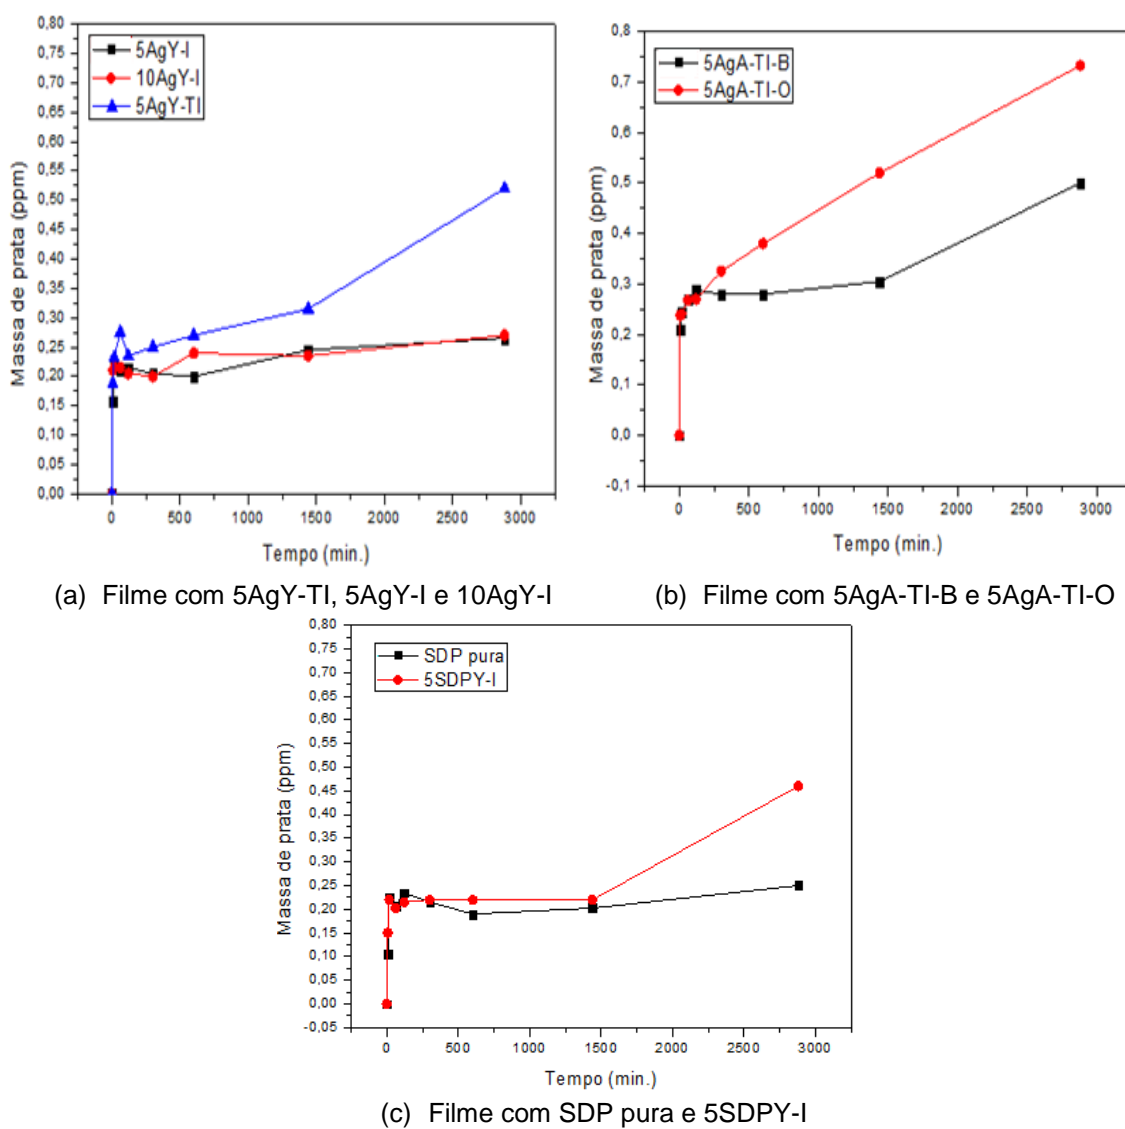 0,80
0,75
0,70
0,65
0,60
0,55
0,50
0,45
0,40
0,35
0,30
0,25
0,20
0,15
0,10
0,05
0,00
Massa de prata (ppm)
5AgY-I
10AgY-I
5AgY-TI
0 500 1000 1500 2000 2500 3000
Tempo (min.)
(a) Filme com 5AgY-TI, 5AgY-I e 10AgY-I
0,8
0,7
0,6
0,5
0,4
0,3
0,2
0,1
0,0
-0,1
Massa de prata (ppm)
5AgA-TI-B
5AgA-TI-O
0 500 1000 1500 2000 2500 3000
Tempo (min.)
(b) Filme com 5AgA-TI-B e 5AgA-TI-O
0,80
0,75
0,70
0,65
0,60
0,55
0,50
0,45
0,40
0,35
0,30
0,25
0,20
0,15
0,10
0,05
0,00
-0,05
Massa de prata (ppm)
SDP pura
5SDPY-I
0 500 1000 1500 2000 2500 3000
Tempo (min.)
(c) Filme com SDP pura e 5SDPY-I